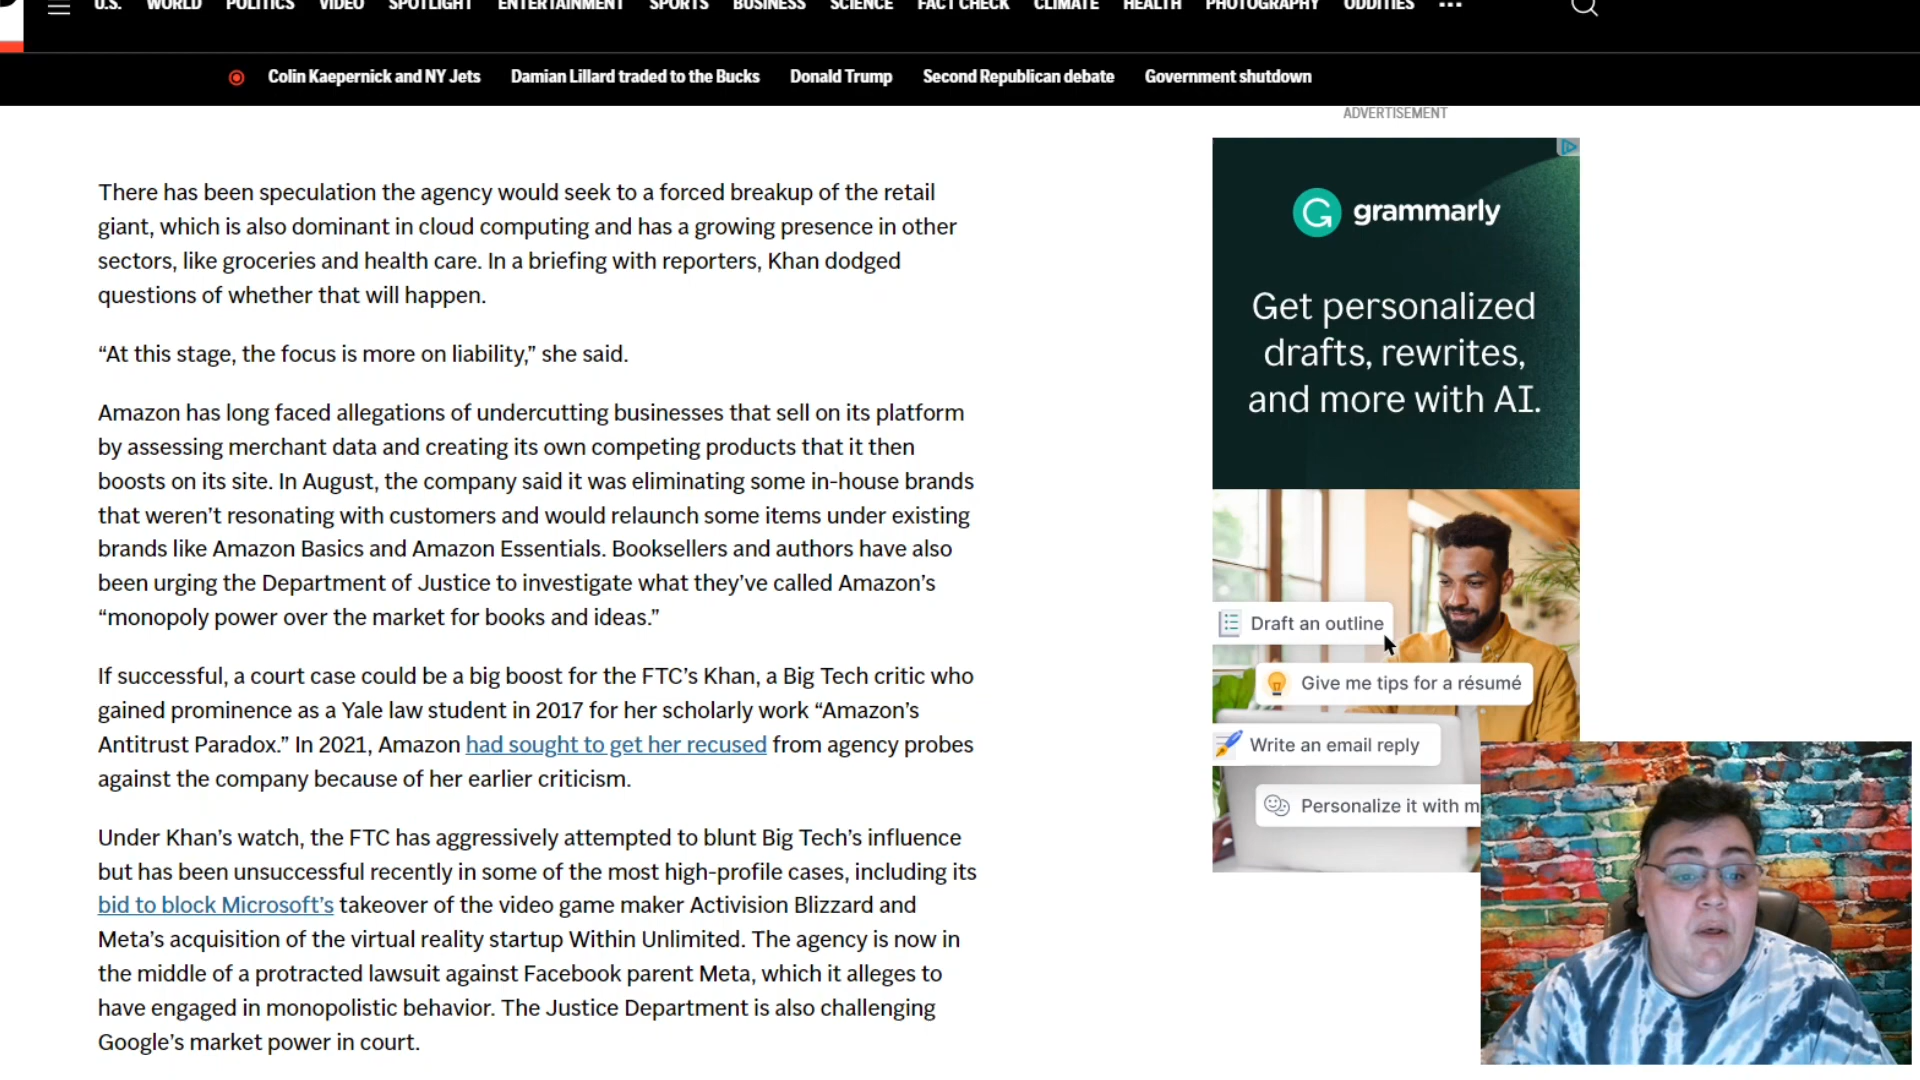 U.S. WORLD POLITICS VIDEO SPOTLIGHT ENTERTAINMENT SPORTS BUSINESS SCIENCE FACT CHECK CLIMATE HEALTH PHOTOGRAPHY ODDITIES ...
Colin Kaepernick and NY Jets Damian Lillard traded to the Bucks Donald Trump Second Republican debate Government shutdown
There has been speculation the agency would seek to a forced breakup of the retail
giant, which is also dominant in cloud computing and has a growing presence in other
sectors, like groceries and health care. In a briefing with reporters, Khan dodged
questions of whether that will happen.
“At this stage, the focus is more on liability,” she said.
Amazon has long faced allegations of undercutting businesses that sell on its platform
by assessing merchant data and creating its own competing products that it then
boosts on its site. In August, the company said it was eliminating some in-house brands
that weren’t resonating with customers and would relaunch some items under existing
brands like Amazon Basics and Amazon Essentials. Booksellers and authors have also
been urging the Department of Justice to investigate what they’ve called Amazon’s
“monopoly power over the market for books and ideas.”
If successful, a court case could be a big boost for the FTC’s Khan, a Big Tech critic who
gained prominence as a Yale law student in 2017 for her scholarly work “Amazon’s
Antitrust Paradox.” In 2021, Amazon had sought to get her recused from agency probes
against the company because of her earlier criticism.
Under Khan’s watch, the FTC has aggressively attempted to blunt Big Tech’s influence
but has been unsuccessful recently in some of the most high-profile cases, including its
bid to block Microsoft’s takeover of the video game maker Activision Blizzard and
Meta’s acquisition of the virtual reality startup Within Unlimited. The agency is now in
the middle of a protracted lawsuit against Facebook parent Meta, which it alleges to
have engaged in monopolistic behavior. The Justice Department is also challenging
Google’s market power in court.
ADVERTISEMENT
grammarly
Get personalized
drafts, rewrites,
and more with AI.
Draft an outline
Give me tips for a résumé
Write an email reply
Personalize it with m